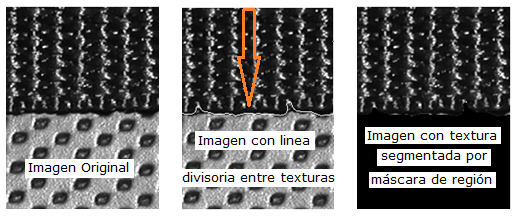 Imagen Original
Imagen con linea
divisoria entre texturas
Imagen con textura
segmentada por
máscara de región